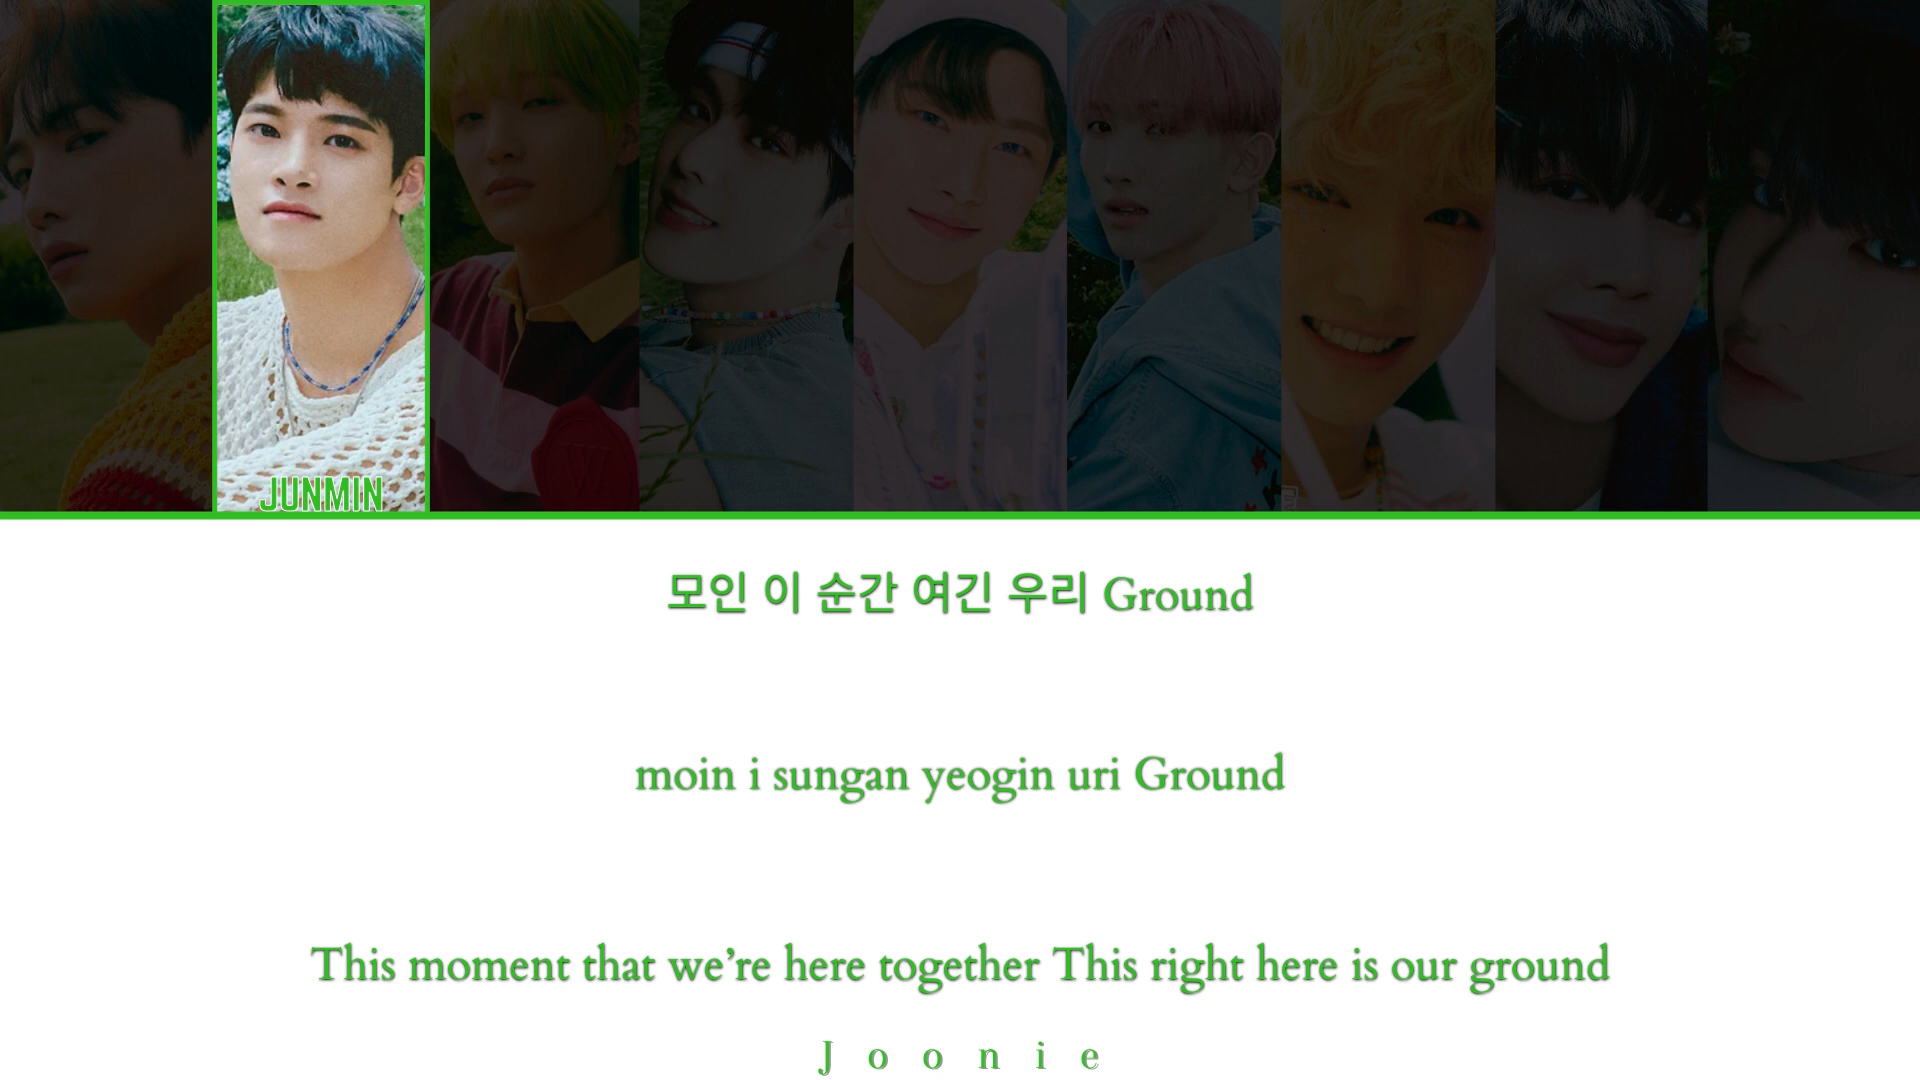 JUNMIN
모인 이 순간 여긴 우리 Ground
moin i sungan yeogin uri Ground
This moment that we’re here together This right here is our ground
Joonie